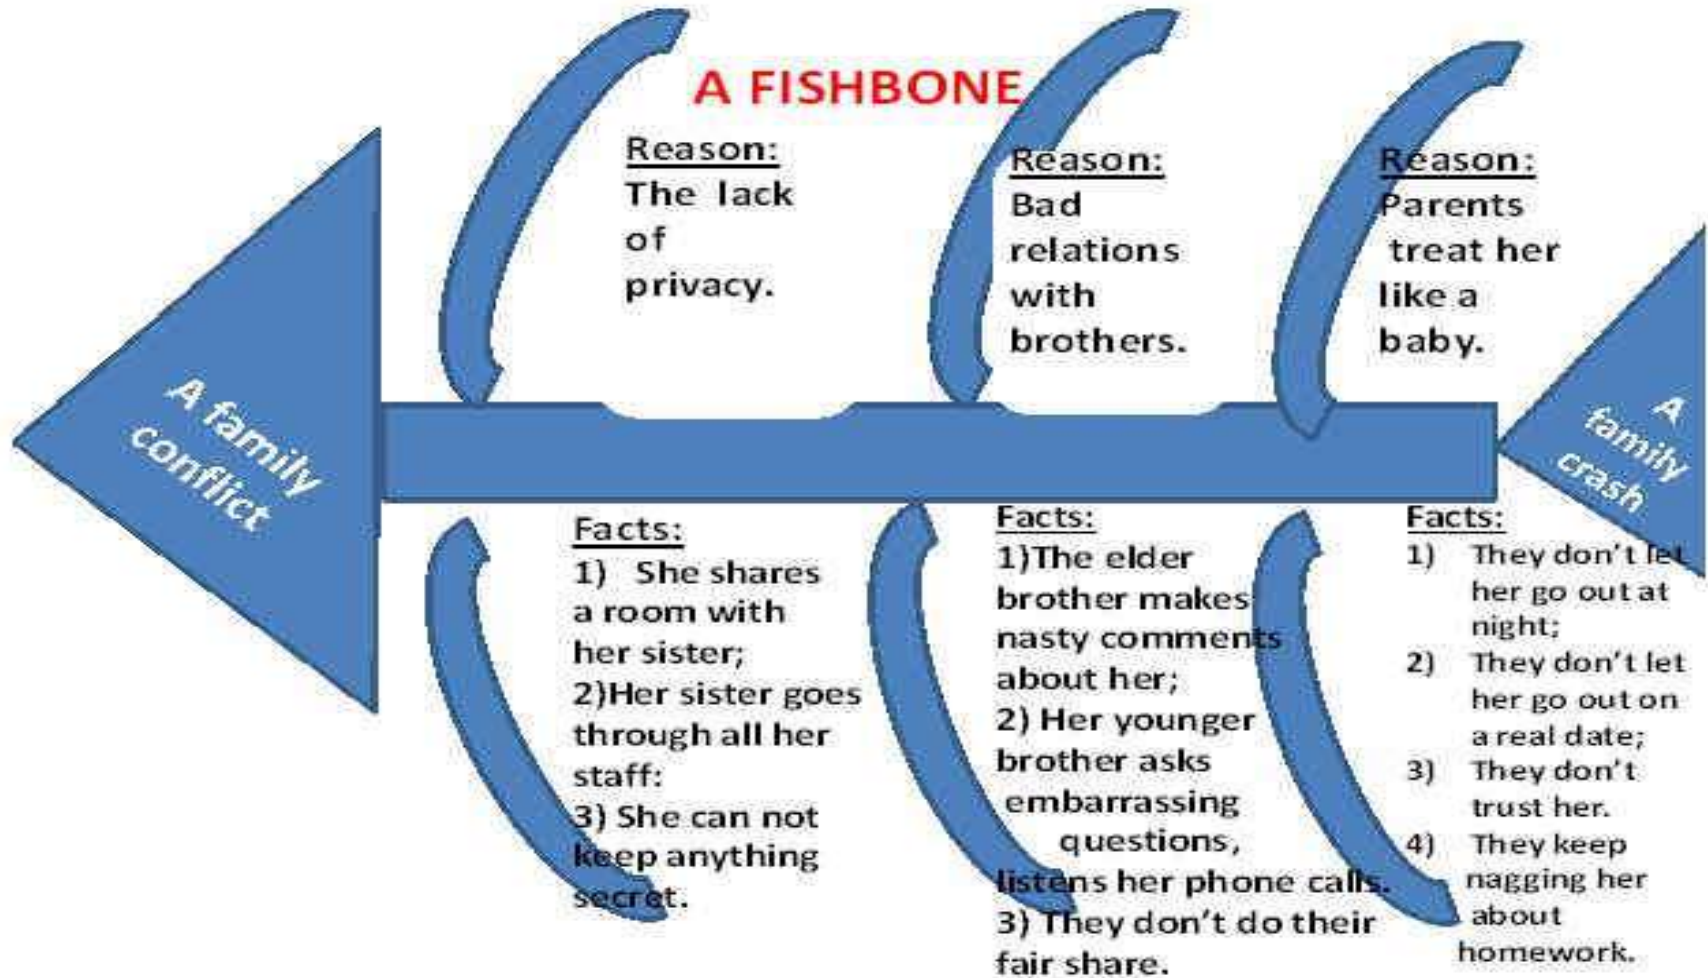 A FISHBONE
Reason:
The lack
of
privacy.
Reason:
Bad
relations
with
brothers.
Reason:
Parents
treat her
like a
baby.
A family
conflict
A
family
crash
Facts:
1) She shares
a room with
her sister;
2)Her sister goes
through all her
staff:
3) She can not
keep anything
secret.
Facts:
1)The elder
brother makes
nasty comments
about her;
2) Her younger
brother asks
embarrassing
questions,
listens her phone calls.
3) They don't do their
fair share.
Facts:
1) They don't let
her go out at
night;
2) They don't let
her go out on
a real date;
3) They don't
trust her.
4) They keep
nagging her
about
homework.